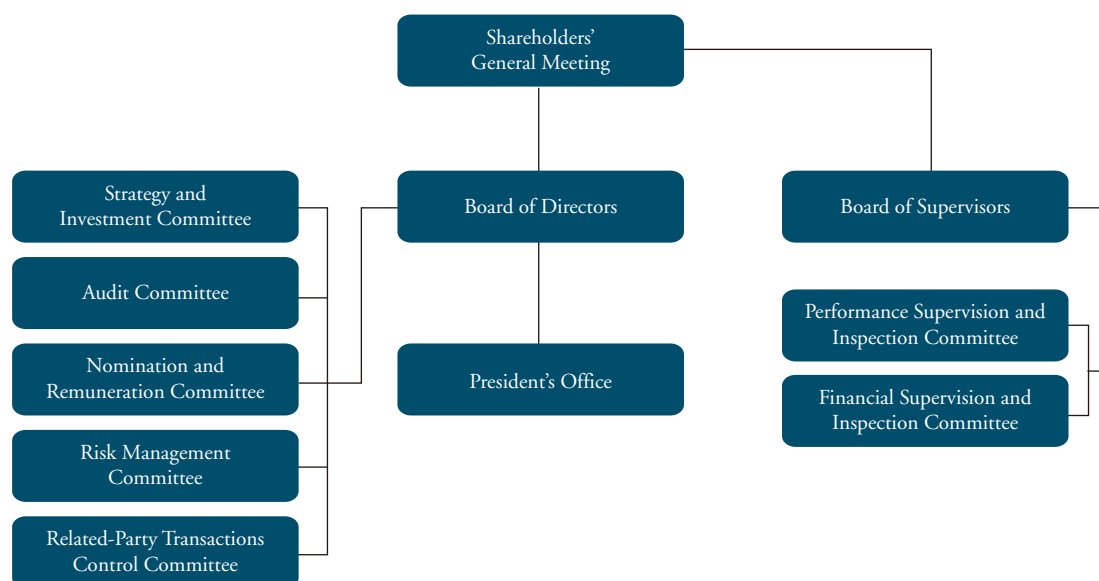 Shareholders'
General Meeting
Strategy and
Investment Committee
Board of Directors
Board of Supervisors
Audit Committee
Performance Supervision and
Inspection Committee
Nomination and
Remuneration Committee
President’s Office
Financial Supervision and
Inspection Committee
Risk Management
Committee
Related-Party Transactions
Control Committee